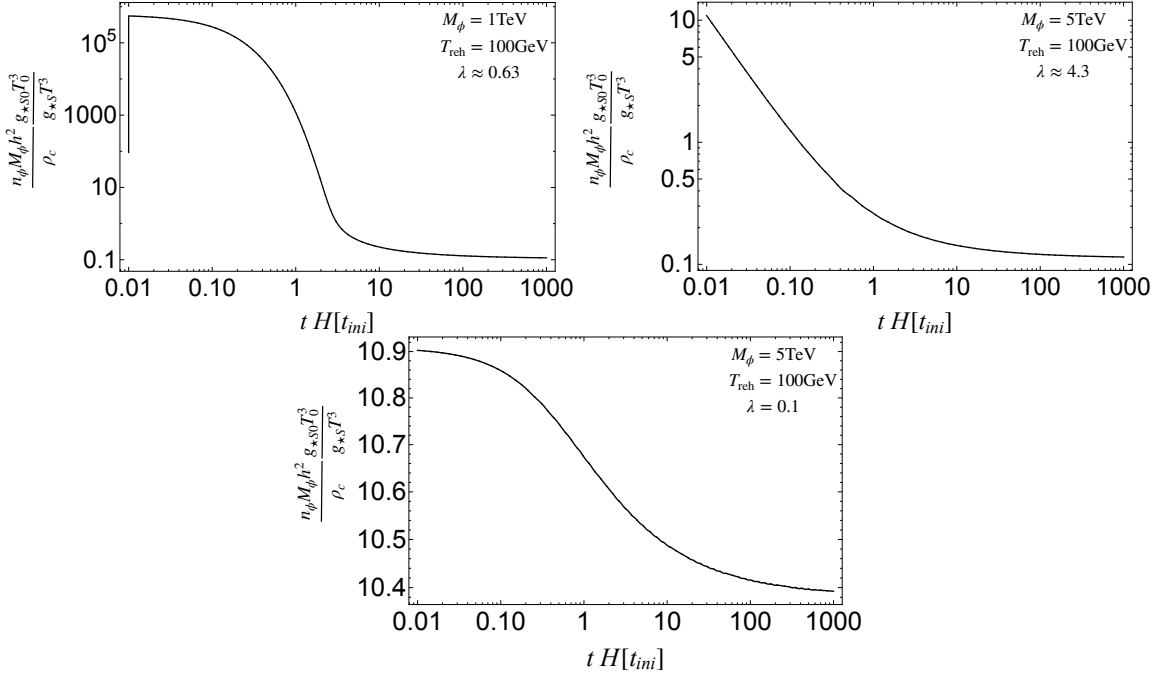 10^5
1000
10
0.1
n_ϕ M_ϕ h^2 / ρ_c g_⋆S0 T_0^3 / g_⋆S T^3
M_ϕ = 1TeV
T_reh = 100GeV
λ ≈ 0.63
0.01 0.10 1 10 100 1000
t H[t_ini]
10
5
1
0.5
0.1
n_ϕ M_ϕ h^2 / ρ_c g_⋆S0 T_0^3 / g_⋆S T^3
M_ϕ = 5TeV
T_reh = 100GeV
λ ≈ 4.3
0.01 0.10 1 10 100 1000
t H[t_ini]
10.9
10.8
10.7
10.6
10.5
10.4
n_ϕ M_ϕ h^2 / ρ_c g_⋆S0 T_0^3 / g_⋆S T^3
M_ϕ = 5TeV
T_reh = 100GeV
λ = 0.1
0.01 0.10 1 10 100 1000
t H[t_ini]